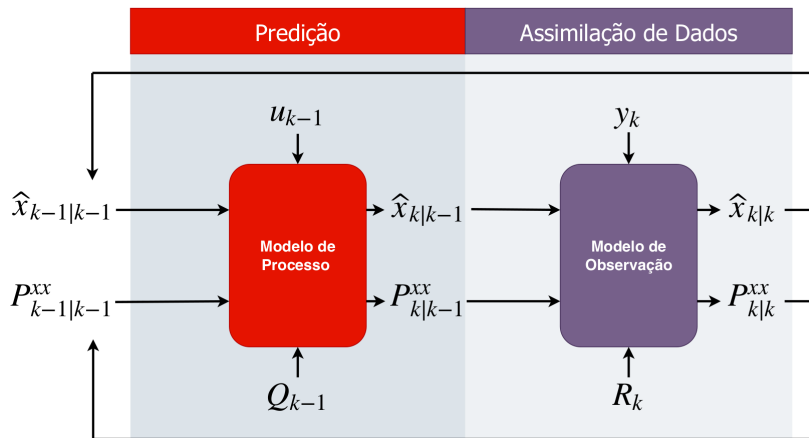 Predição Assimilação de Dados
u_{k−1} y_k
x̂_{k−1|k−1} x̂_{k|k−1} x̂_{k|k}
Modelo de Modelo de
Processo Observação
P^{xx}_{k−1|k−1} P^{xx}_{k|k−1} P^{xx}_{k|k}
Q_{k−1} R_k